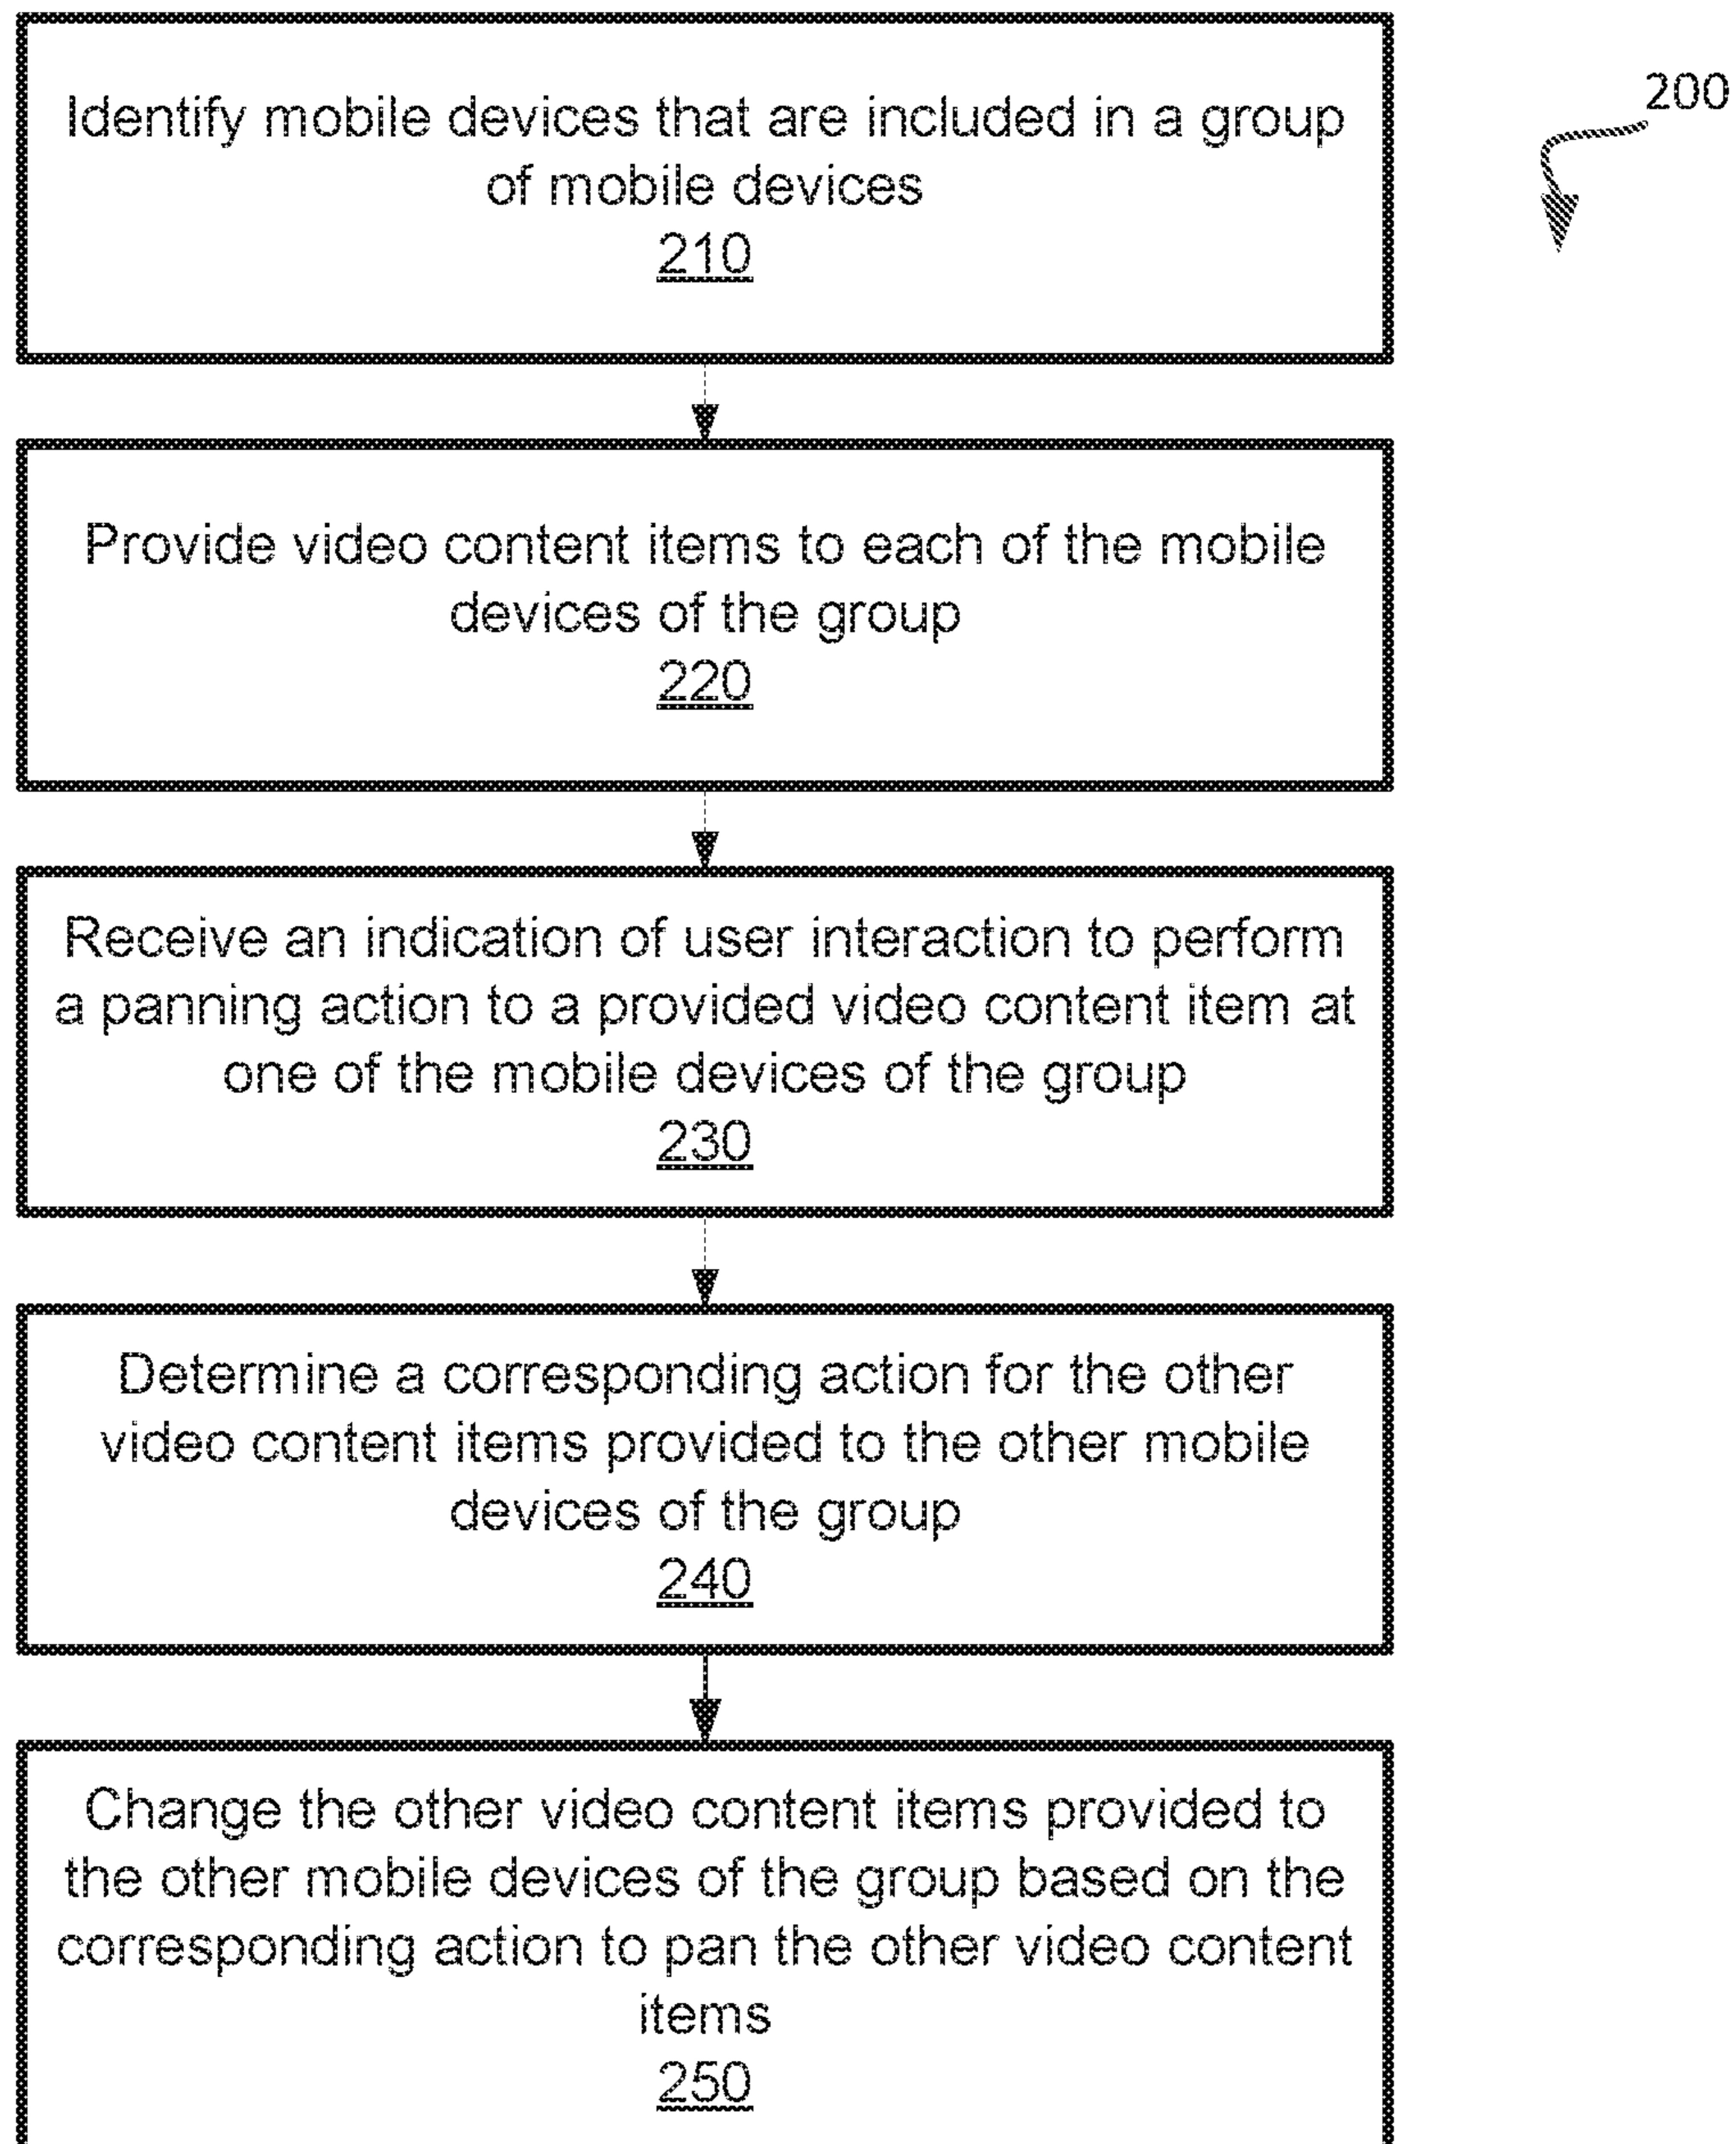 200
Identify mobile devices that are included in a group
of mobile devices
210
Provide video content items to each of the mobile
devices of the group
220
Receive an indication of user interaction to perform
a panning action to a provided video content item at
one of the mobile devices of the group
230
Determine a corresponding action for the other
video content items provided to the other mobile
devices of the group
240
Change the other video content items provided to
the other mobile devices of the group based on the
corresponding action to pan the other video content
items
250